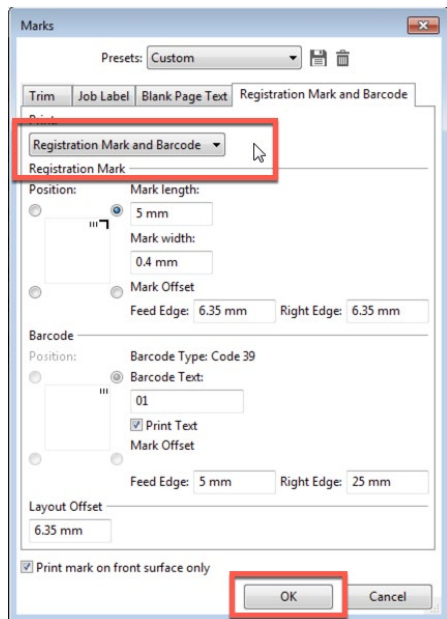 Marks
Presets: Custom
Trim Job Label Blank Page Text Registration Mark and Barcode
Print:
Registration Mark and Barcode
Registration Mark
Position: Mark length:
5 mm
Mark width:
0.4 mm
Mark Offset
Feed Edge: 6.35 mm Right Edge: 6.35 mm
Barcode
Position: Barcode Type: Code 39
Barcode Text:
01
Print Text
Mark Offset
Feed Edge: 5 mm Right Edge: 25 mm
Layout Offset
6.35 mm
Print mark on front surface only
OK Cancel